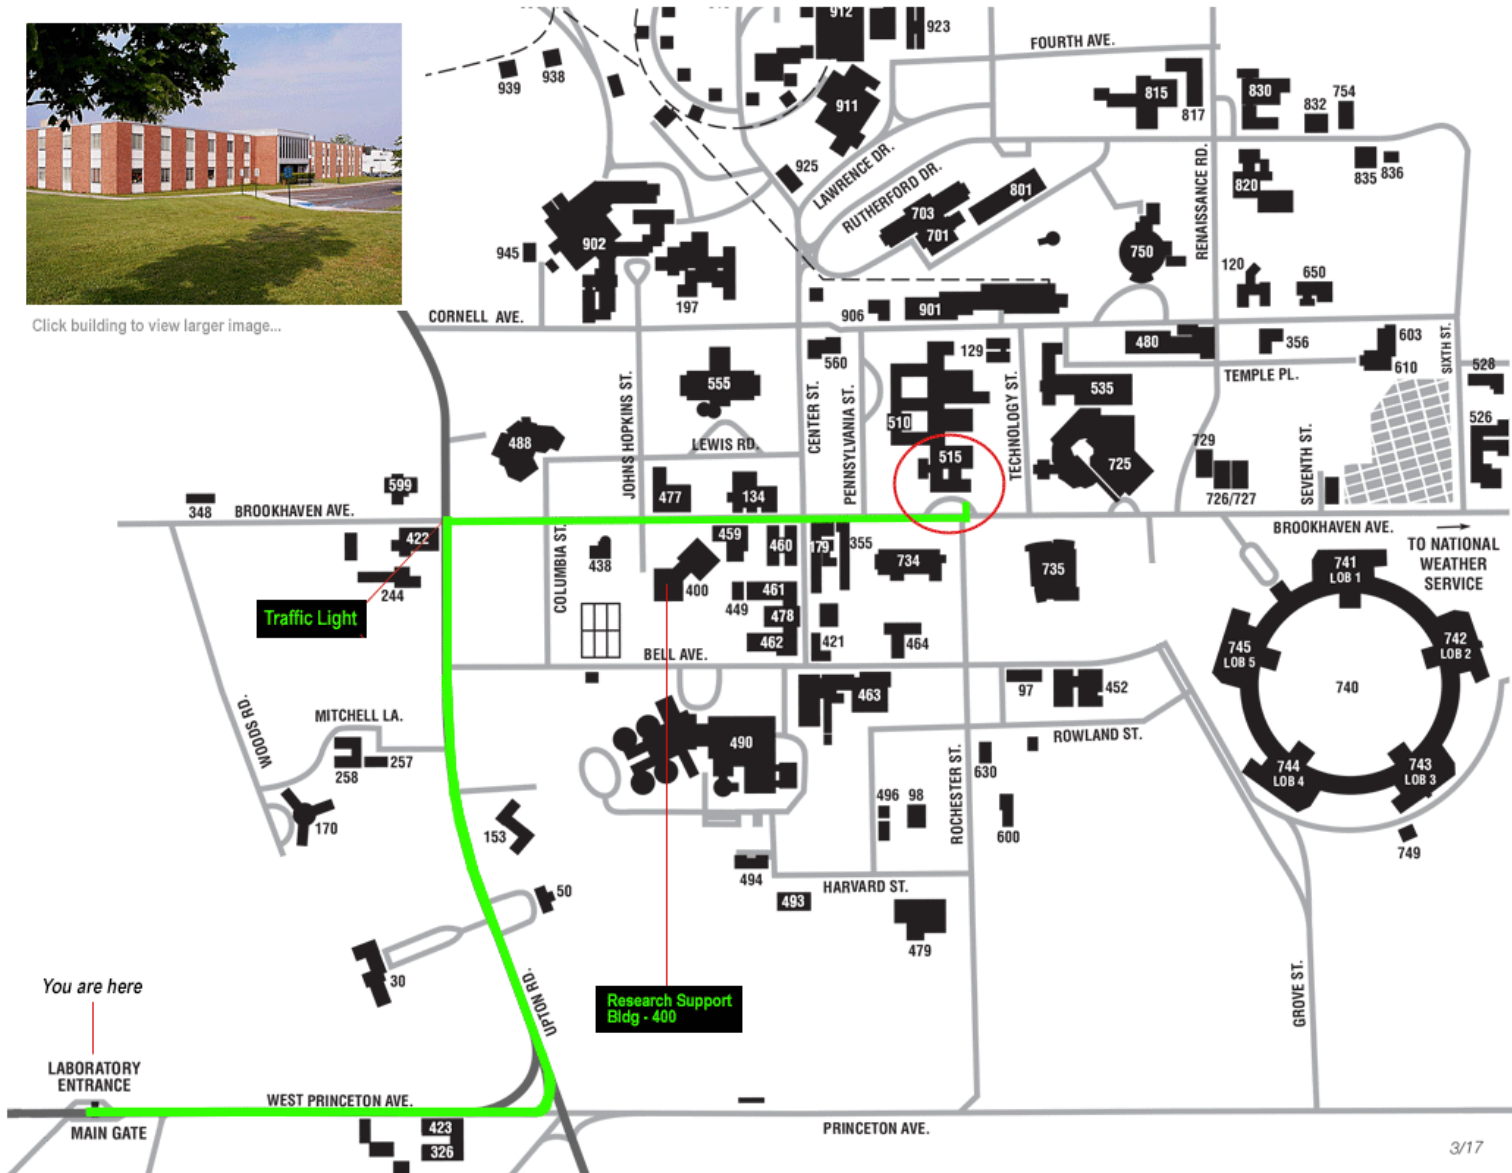 912
923
FOURTH AVE.
939
938
911
815
817
830
832
754
925
LAWRENCE DR.
RUTHERFORD DR.
RENAISSANCE RD.
835
836
820
801
703
701
902
945
750
120
650
197
Click building to view larger image...
CORNELL AVE.
906
901
560
129
480
356
603
610
SIXTH ST.
528
TEMPLE PL.
555
JOHNS HOPKINS ST.
CENTER ST.
PENNSYLVANIA ST.
510
TECHNOLOGY ST.
535
526
488
LEWIS RD.
515
725
729
726/727
SEVENTH ST.
599
348
BROOKHAVEN AVE.
477
134
BROOKHAVEN AVE.
TO NATIONAL
WEATHER
SERVICE
422
244
COLUMBIA ST.
438
459
460
179
355
734
735
741
LOB 1
400
449
461
478
462
421
464
Traffic Light
BELL AVE.
745
LOB 5
742
LOB 2
740
463
97
452
WOODS RD.
MITCHELL LA.
258
257
490
ROWLAND ST.
630
744
LOB 4
743
LOB 3
170
153
496
98
ROCHESTER ST.
600
749
494
HARVARD ST.
50
493
479
30
UPTON RD.
GROVE ST.
You are here
Research Support
Bldg - 400
LABORATORY
ENTRANCE
WEST PRINCETON AVE.
MAIN GATE
423
326
PRINCETON AVE.
3/17